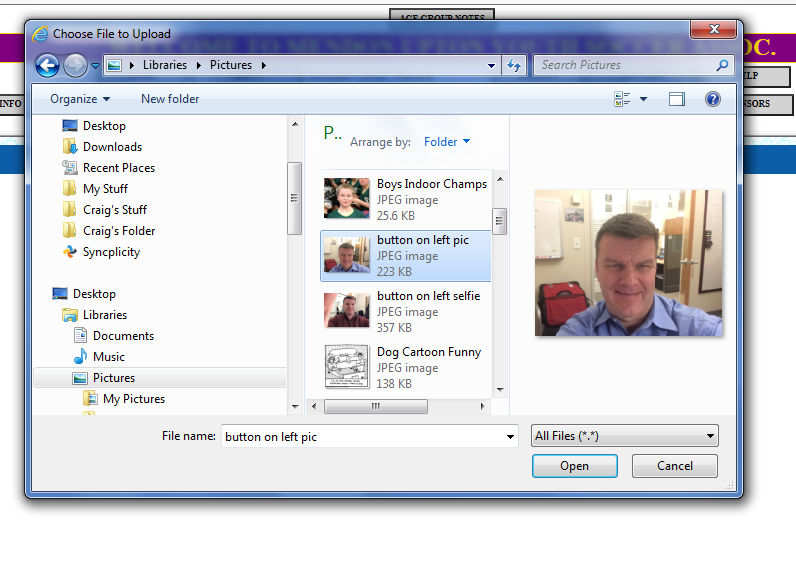 AGE GROUP NOTES
Choose File to Upload
OC.
Libraries
Pictures
Search Pictures
ELP
INFO
NSORS
Organize
New folder
Desktop
Downloads
Recent Places
My Stuff
Craig's Stuff
Craig's Folder
Syncplicity
Desktop
Libraries
Documents
Music
Pictures
My Pictures
P..
Arrange by:
Folder
Boys Indoor Champs
JPEG image
25.6 KB
button on left pic
JPEG image
223 KB
button on left selfie
JPEG image
357 KB
Dog Cartoon Funny
JPEG image
138 KB
File name:
button on left pic
All Files (*.*)
Open
Cancel